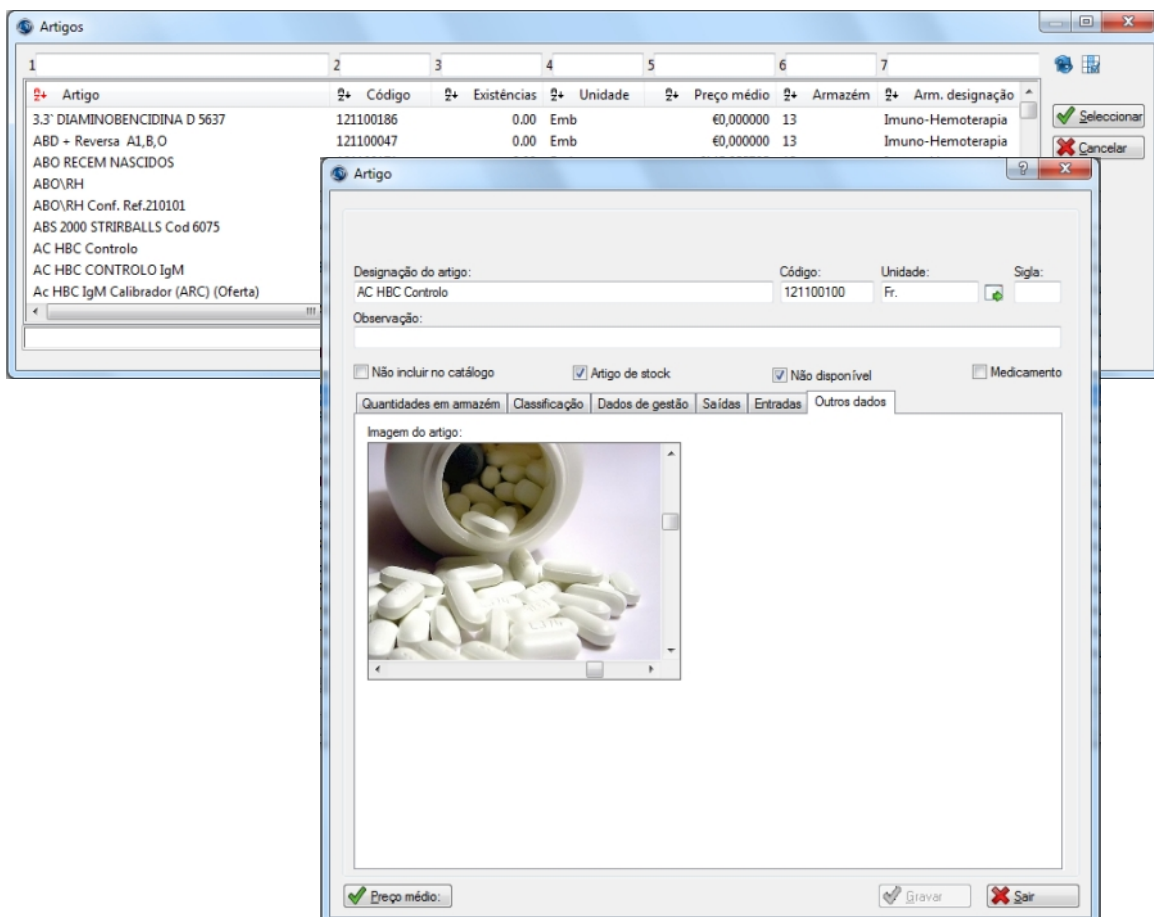 Artigos
1 2 3 4 5 6 7
Artigo Código Existências Unidade Preço médio Armazém Arm. designação
3.3` DIAMINOBENCIDINA D 5637 121100186 0.00 Emb €0,000000 13 Imuno-Hemoterapia
ABD + Reversa A1,B,O 121100047 0.00 Emb €0,000000 13 Imuno-Hemoterapia
ABO RECEM NASCIDOS
ABO\RH
ABO\RH Conf. Ref.210101
ABS 2000 STRIRBALLS Cod 6075
AC HBC Controlo
AC HBC CONTROLO IgM
Ac HBC IgM Calibrador (ARC) (Oferta)
Seleccionar
Cancelar
Artigo
Designação do artigo: Código: Unidade: Sigla:
AC HBC Controlo 121100100 Fr.
Observação:
Não incluir no catálogo Artigo de stock Não disponível Medicamento
Quantidades em armazém Classificação Dados de gestão Saídas Entradas Outros dados
Imagem do artigo:
Preço médio: Gravar Sair